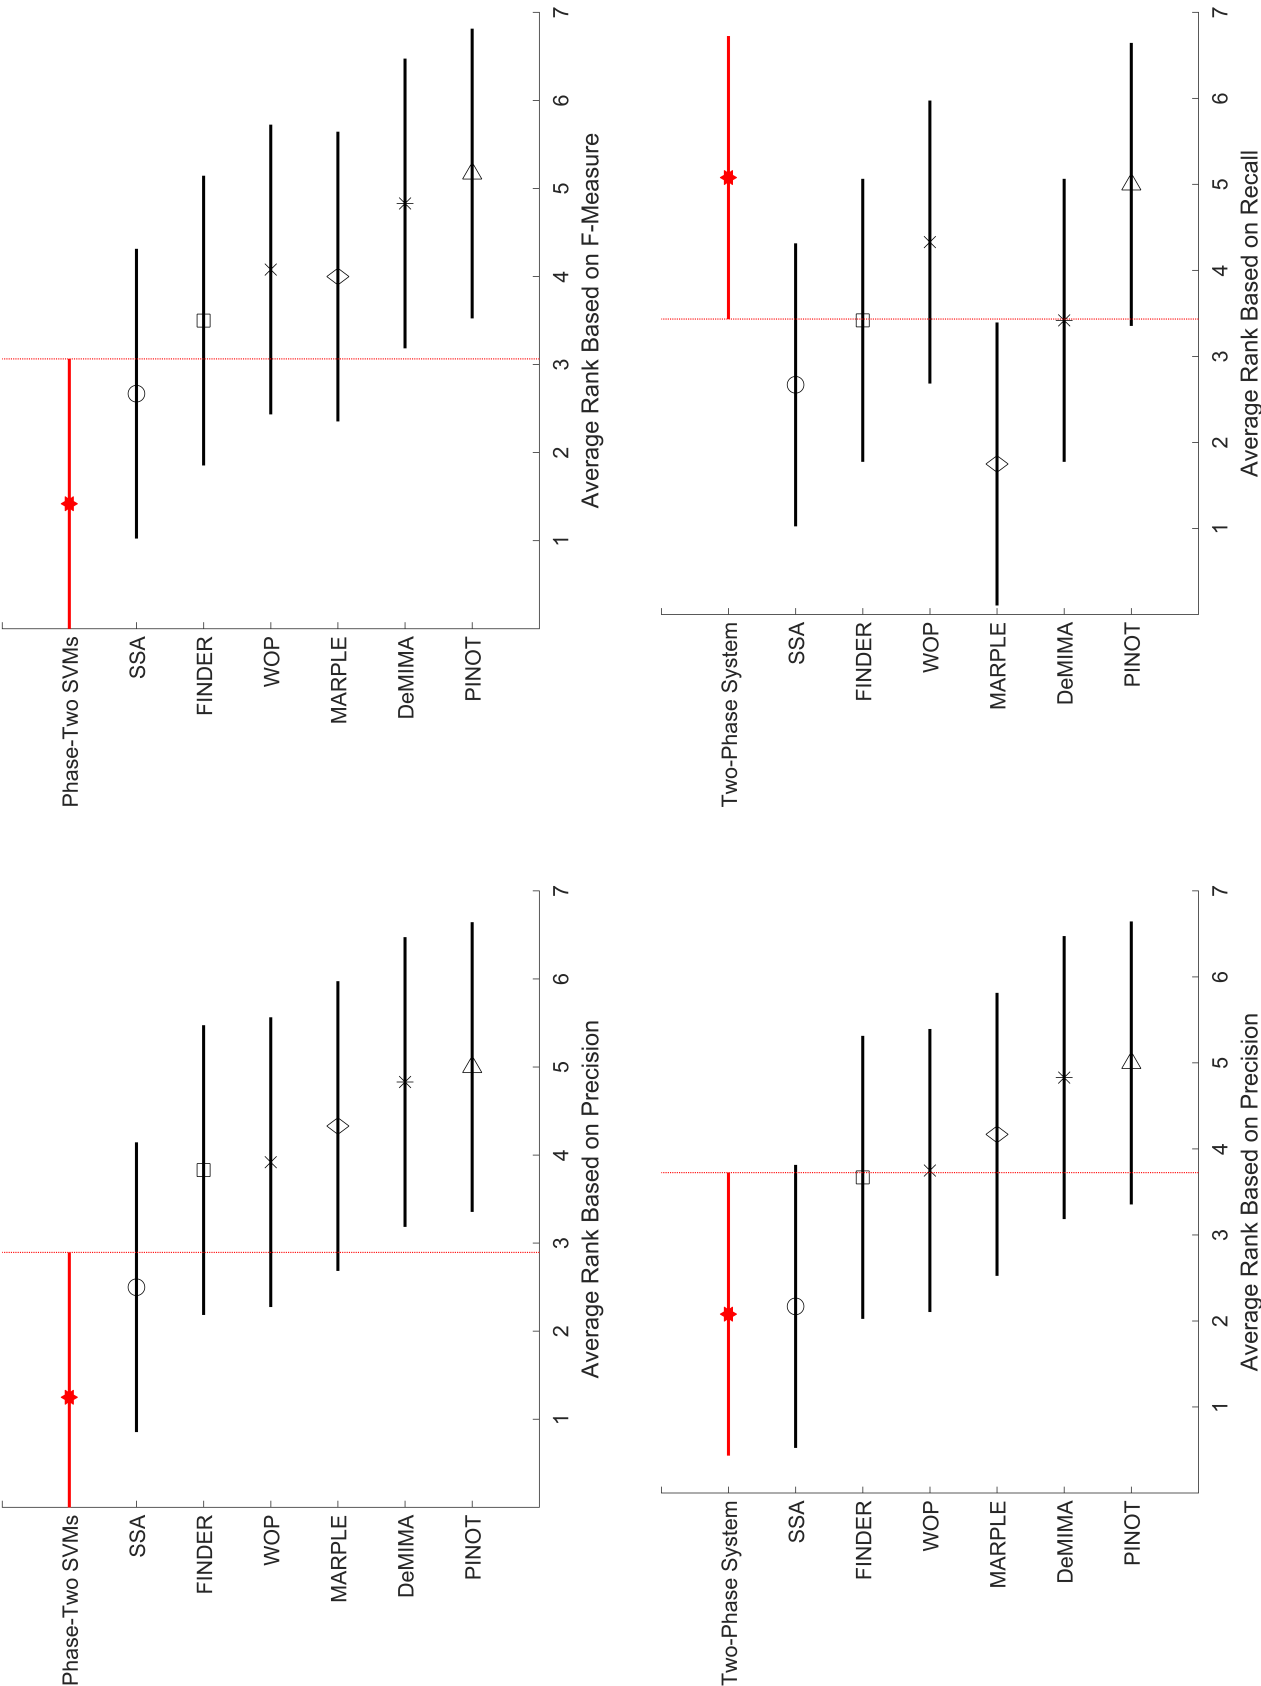 Phase-Two SVMs
SSA
FINDER
WOP
MARPLE
DeMIMA
PINOT
1 2 3 4 5 6 7
Average Rank Based on Precision
Phase-Two SVMs
SSA
FINDER
WOP
MARPLE
DeMIMA
PINOT
1 2 3 4 5 6 7
Average Rank Based on F-Measure
Two-Phase System
SSA
FINDER
WOP
MARPLE
DeMIMA
PINOT
1 2 3 4 5 6 7
Average Rank Based on Precision
Two-Phase System
SSA
FINDER
WOP
MARPLE
DeMIMA
PINOT
1 2 3 4 5 6 7
Average Rank Based on Recall